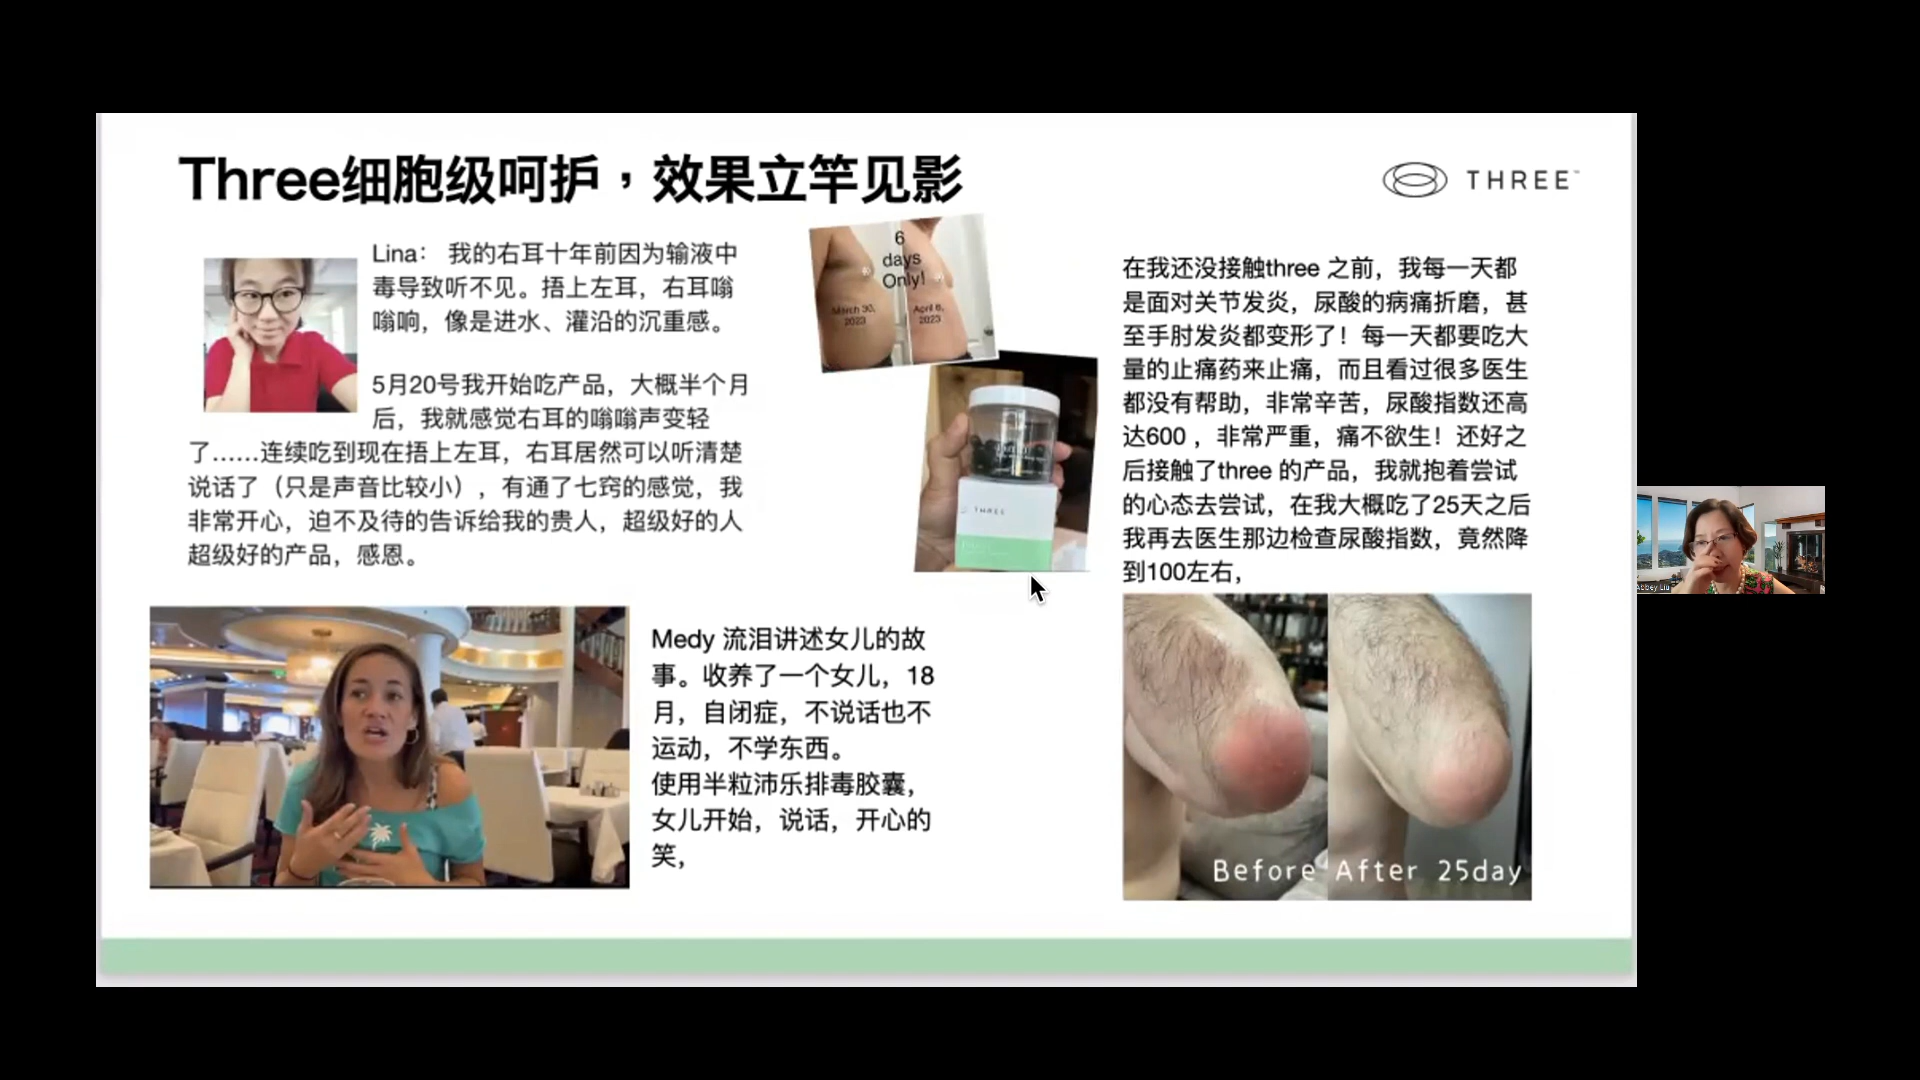 Three细胞级呵护，效果立竿见影
THREE
Lina： 我的右耳十年前因为输液中
毒导致听不见。捂上左耳，右耳嗡
嗡响，像是进水、灌沿的沉重感。
5月20号我开始吃产品，大概半个月
后，我就感觉右耳的嗡嗡声变轻
了……连续吃到现在捂上左耳，右耳居然可以听清楚
说话了（只是声音比较小），有通了七窍的感觉，我
非常开心，迫不及待的告诉给我的贵人，超级好的人
超级好的产品，感恩。
6
days
Only!
March 30,
2023
April 6,
2023
THREE
在我还没接触three 之前，我每一天都
是面对关节发炎，尿酸的病痛折磨，甚
至手肘发炎都变形了！每一天都要吃大
量的止痛药来止痛，而且看过很多医生
都没有帮助，非常辛苦，尿酸指数还高
达600 ，非常严重，痛不欲生！还好之
后接触了three 的产品，我就抱着尝试
的心态去尝试，在我大概吃了25天之后
我再去医生那边检查尿酸指数，竟然降
到100左右，
Medy 流泪讲述女儿的故
事。收养了一个女儿，18
月，自闭症，不说话也不
运动，不学东西。
使用半粒沛乐排毒胶囊，
女儿开始，说话，开心的
笑，
Before After 25day
Abbey Liu